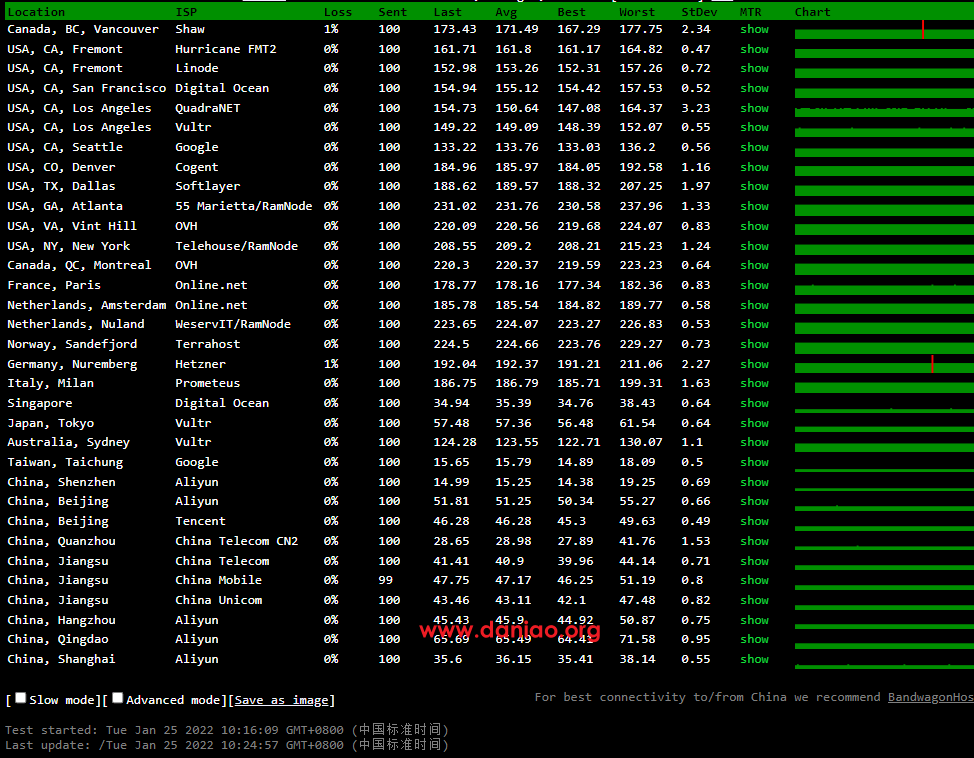 Location ISP Loss Sent Last Avg Best Worst StDev MTR Chart
Canada, BC, Vancouver Shaw 1% 100 173.43 171.49 167.29 177.75 2.34 show
USA, CA, Fremont Hurricane FMT2 0% 100 161.71 161.8 161.17 164.82 0.47 show
USA, CA, Fremont Linode 0% 100 152.98 153.26 152.31 157.26 0.72 show
USA, CA, San Francisco Digital Ocean 0% 100 154.94 155.12 154.42 157.53 0.52 show
USA, CA, Los Angeles QuadraNET 0% 100 154.73 150.64 147.08 164.37 3.23 show
USA, CA, Los Angeles Vultr 0% 100 149.22 149.09 148.39 152.07 0.55 show
USA, CA, Seattle Google 0% 100 133.22 133.76 133.03 136.2 0.56 show
USA, CO, Denver Cogent 0% 100 184.96 185.97 184.05 192.58 1.16 show
USA, TX, Dallas Softlayer 0% 100 188.62 189.57 188.32 207.25 1.97 show
USA, GA, Atlanta 55 Marietta/RamNode 0% 100 231.02 231.76 230.58 237.96 1.33 show
USA, VA, Vint Hill OVH 0% 100 220.09 220.56 219.68 224.07 0.83 show
USA, NY, New York Telehouse/RamNode 0% 100 208.55 209.2 208.21 215.23 1.24 show
Canada, QC, Montreal OVH 0% 100 220.3 220.37 219.59 223.23 0.64 show
France, Paris Online.net 0% 100 178.77 178.16 177.34 182.36 0.83 show
Netherlands, Amsterdam Online.net 0% 100 185.78 185.54 184.82 189.77 0.58 show
Netherlands, Nuland WeservIT/RamNode 0% 100 223.65 224.07 223.27 226.83 0.53 show
Norway, Sandefjord Terrahost 0% 100 224.5 224.66 223.76 229.27 0.73 show
Germany, Nuremberg Hetzner 1% 100 192.04 192.37 191.21 211.06 2.27 show
Italy, Milan Prometeus 0% 100 186.75 186.79 185.71 199.31 1.63 show
Singapore Digital Ocean 0% 100 34.94 35.39 34.76 38.43 0.64 show
Japan, Tokyo Vultr 0% 100 57.48 57.36 56.48 61.54 0.64 show
Australia, Sydney Vultr 0% 100 124.28 123.55 122.71 130.07 1.1 show
Taiwan, Taichung Google 0% 100 15.65 15.79 14.89 18.09 0.5 show
China, Shenzhen Aliyun 0% 100 14.99 15.25 14.38 19.25 0.69 show
China, Beijing Aliyun 0% 100 51.81 51.25 50.34 55.27 0.66 show
China, Beijing Tencent 0% 100 46.28 46.28 45.3 49.63 0.49 show
China, Quanzhou China Telecom CN2 0% 100 28.65 28.98 27.89 41.76 1.53 show
China, Jiangsu China Telecom 0% 100 41.41 40.9 39.96 44.14 0.71 show
China, Jiangsu China Mobile 0% 99 47.75 47.17 46.25 51.19 0.8 show
China, Jiangsu China Unicom 0% 100 43.46 43.11 42.1 47.48 0.82 show
China, Hangzhou Aliyun 0% 100 45.43 45.9 44.92 50.87 0.75 show
www.daniao.org
China, Qingdao Aliyun 0% 100 65.69 65.49 64.41 71.58 0.95 show
China, Shanghai Aliyun 0% 100 35.6 36.15 35.41 38.14 0.55 show
For best connectivity to/from China we recommend BandwagonHos
[ Slow mode][ Advanced mode][Save as image]
Test started: Tue Jan 25 2022 10:16:09 GMT+0800 (中国标准时间)
Last update: /Tue Jan 25 2022 10:24:57 GMT+0800 (中国标准时间)